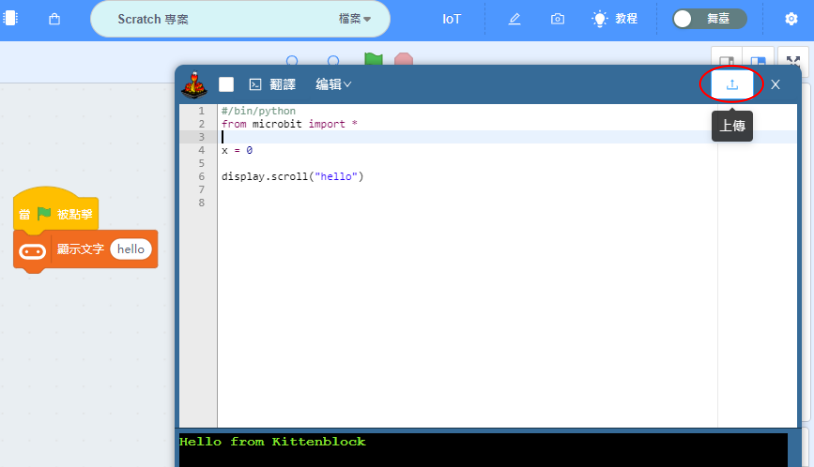 Scratch 專案
檔案
IoT
教程
舞臺
翻譯
编辑
X
上傳
1 #/bin/python
2 from microbit import *
3
4 x = 0
5
6 display.scroll("hello")
7
8
當 被點擊
顯示文字 hello
Hello from Kittenblock